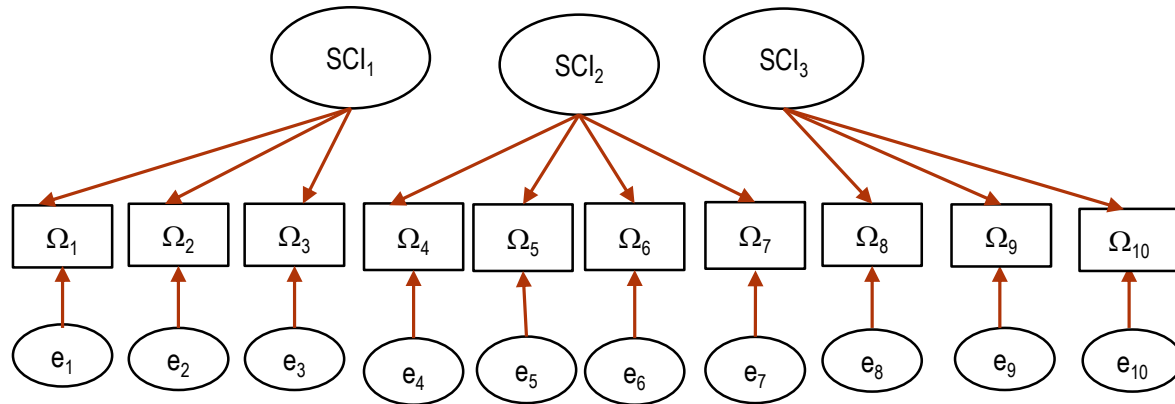 SCI₁ SCI₂ SCI₃
Ω₁ Ω₂ Ω₃ Ω₄ Ω₅ Ω₆ Ω₇ Ω₈ Ω₉ Ω₁₀
e₁ e₂ e₃ e₄ e₅ e₆ e₇ e₈ e₉ e₁₀